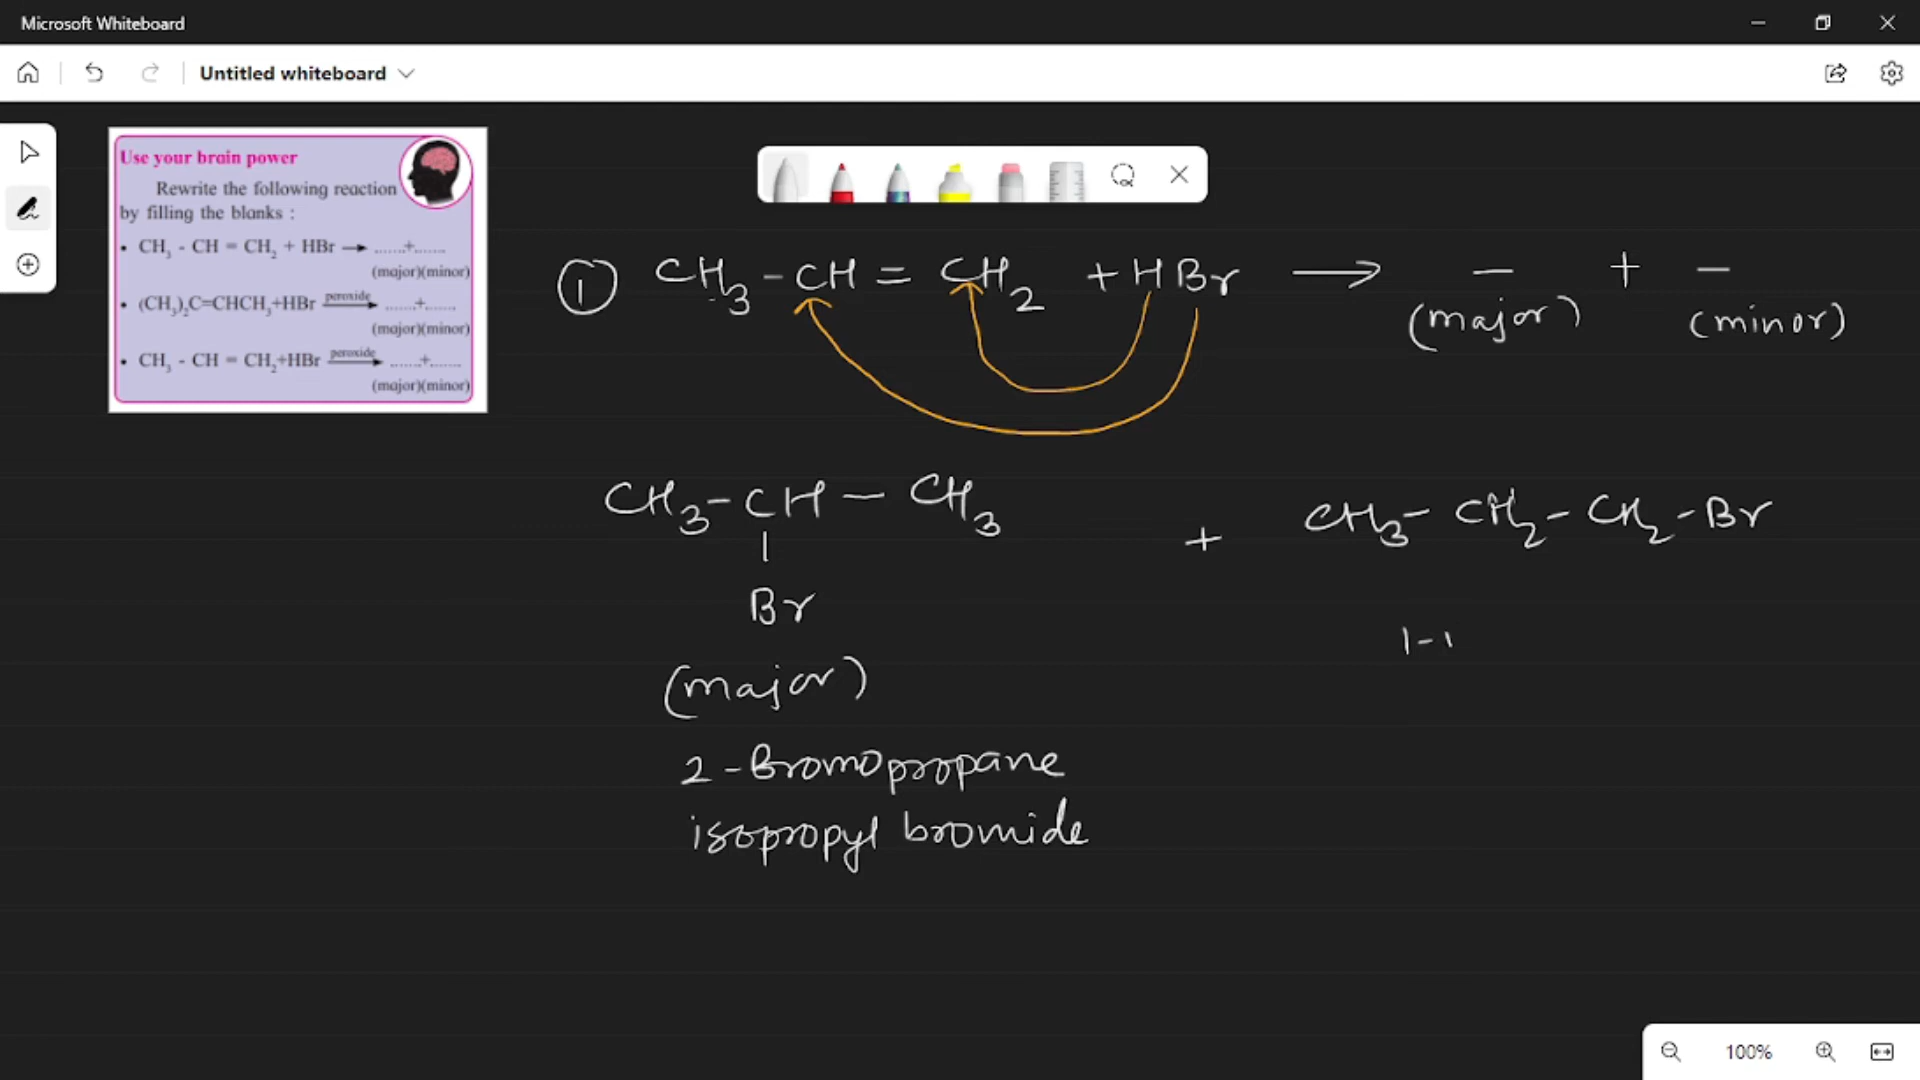 Microsoft Whiteboard
Untitled whiteboard
Use your brain power
Rewrite the following reaction
by filling the blanks :
• CH₃ - CH = CH₂ + HBr ⟶ ......+......
(major)(minor)
• (CH₃)₂C=CHCH₃+HBr peroxide⟶ ......+......
(major)(minor)
• CH₃ - CH = CH₂+HBr peroxide⟶ ......+......
(major)(minor)
① CH₃ - CH = CH₂ + HBr ⟶ — + —
(major) (minor)
CH₃ - CH — CH₃ + CH₃ - CH₂ - CH₂ - Br
|
Br
(major)
2 - Bromopropane
isopropyl bromide
100%